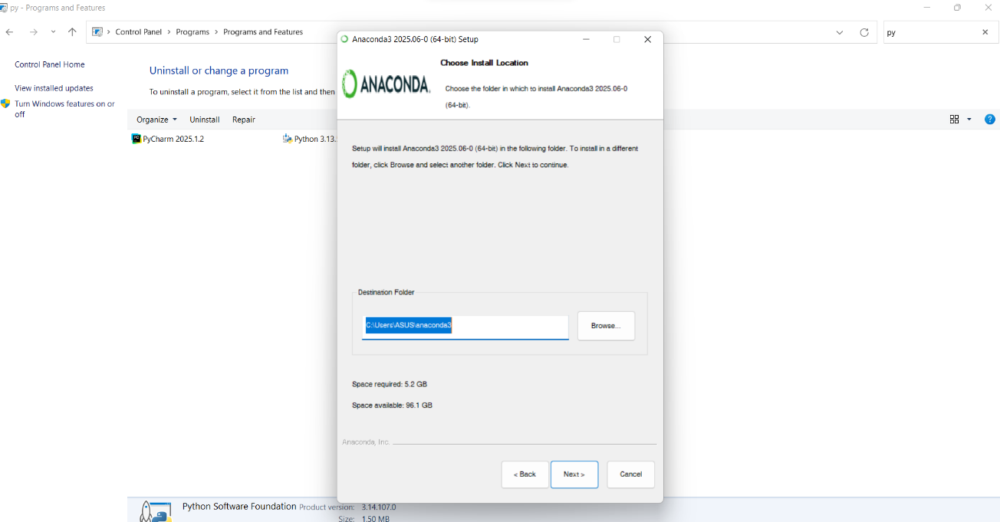 py - Programs and Features
Control Panel > Programs > Programs and Features
py
Control Panel Home
View installed updates
Turn Windows features on or
off
Uninstall or change a program
To uninstall a program, select it from the list and then
Organize
Uninstall
Repair
PyCharm 2025.1.2
Python 3.13.
Anaconda3 2025.06-0 (64-bit) Setup
Choose Install Location
ANACONDA.
Choose the folder in which to install Anaconda3 2025.06-0
(64-bit).
Setup will install Anaconda3 2025.06-0 (64-bit) in the following folder. To install in a different
folder, click Browse and select another folder. Click Next to continue.
Destination Folder
C:\Users\ASUS\anaconda3
Browse...
Space required: 5.2 GB
Space available: 96.1 GB
Anaconda, Inc.
< Back
Next >
Cancel
Python Software Foundation Product version: 3.14.107.0
Size: 1.50 MB